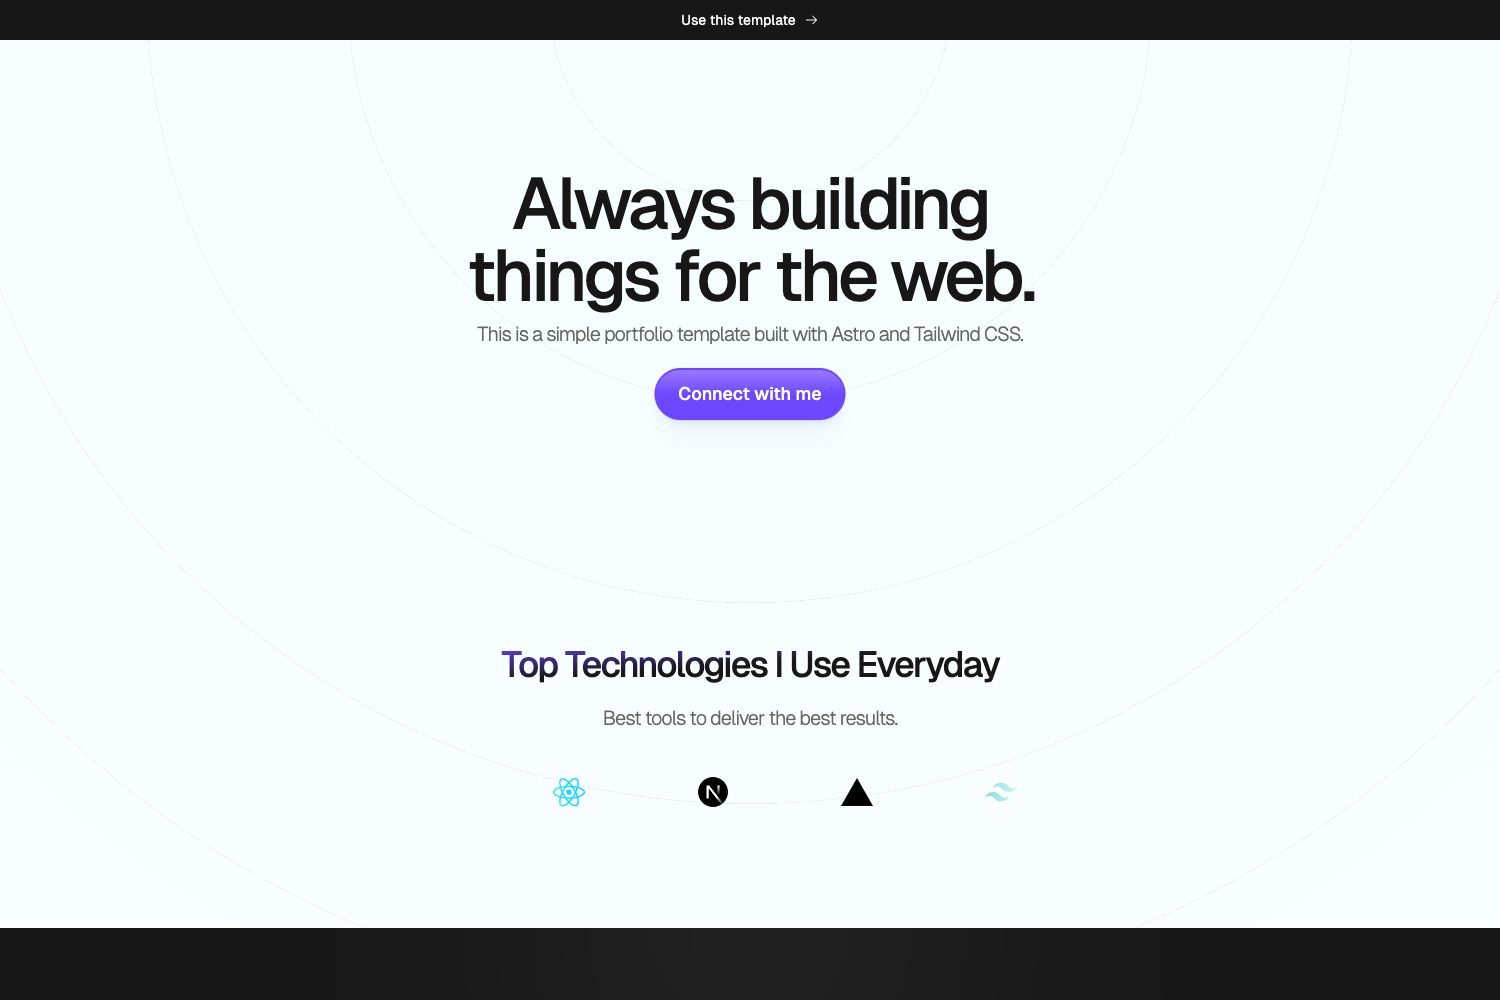 Use this template
Always building
things for the web.
This is a simple portfolio template built with Astro and Tailwind CSS.
Connect with me
Top Technologies I Use Everyday
Best tools to deliver the best results.
N